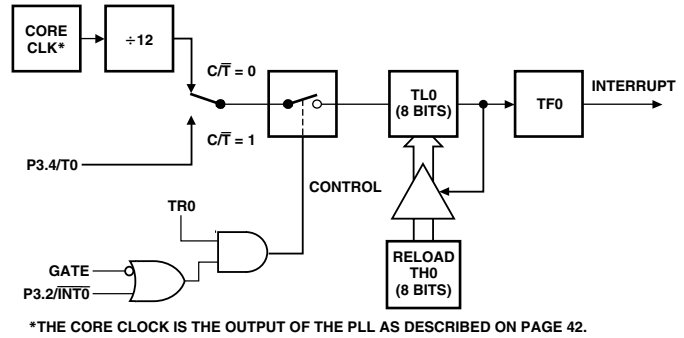 CORE
CLK*
÷12
C/T̅ = 0
C/T̅ = 1
P3.4/T0
TL0
(8 BITS)
TF0
INTERRUPT
CONTROL
TR0
GATE
P3.2/I̅N̅T̅0̅
RELOAD
TH0
(8 BITS)
*THE CORE CLOCK IS THE OUTPUT OF THE PLL AS DESCRIBED ON PAGE 42.